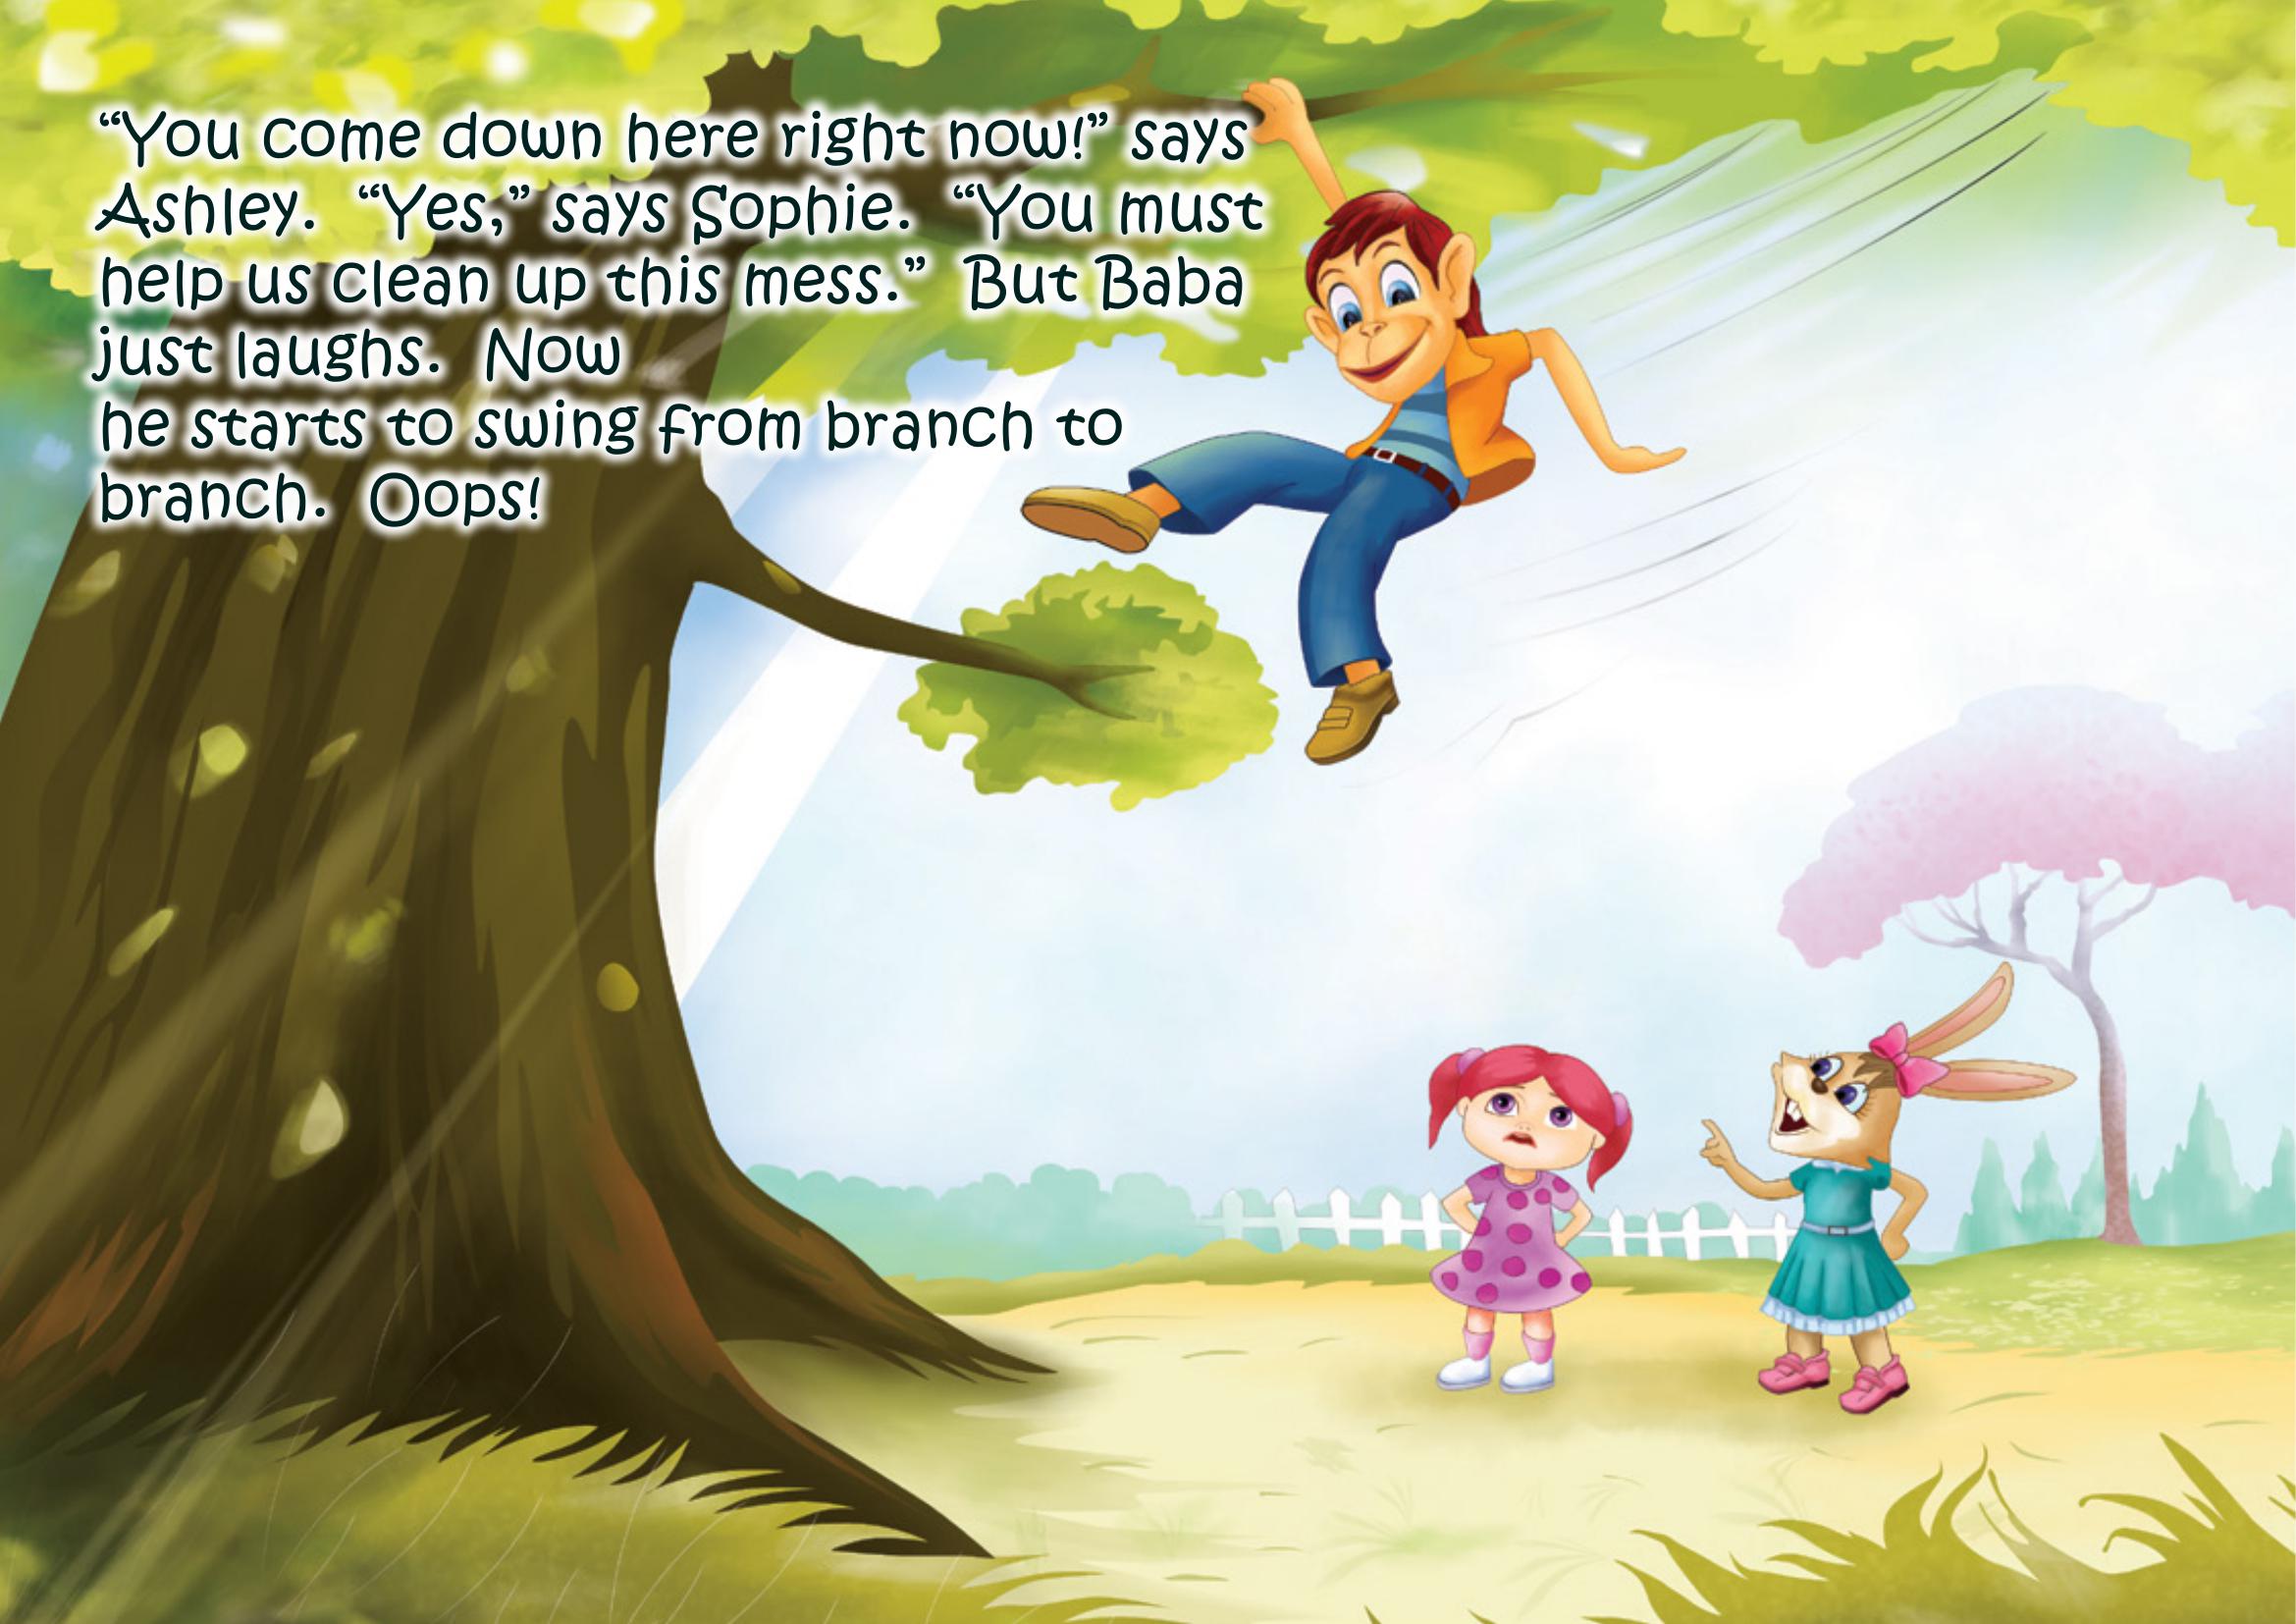 “You come down here right now!” says
Ashley.  “Yes,” says Sophie.  “You must
help us clean up this mess.”  But Baba
just laughs.  Now
he starts to swing from branch to
branch.  Oops!